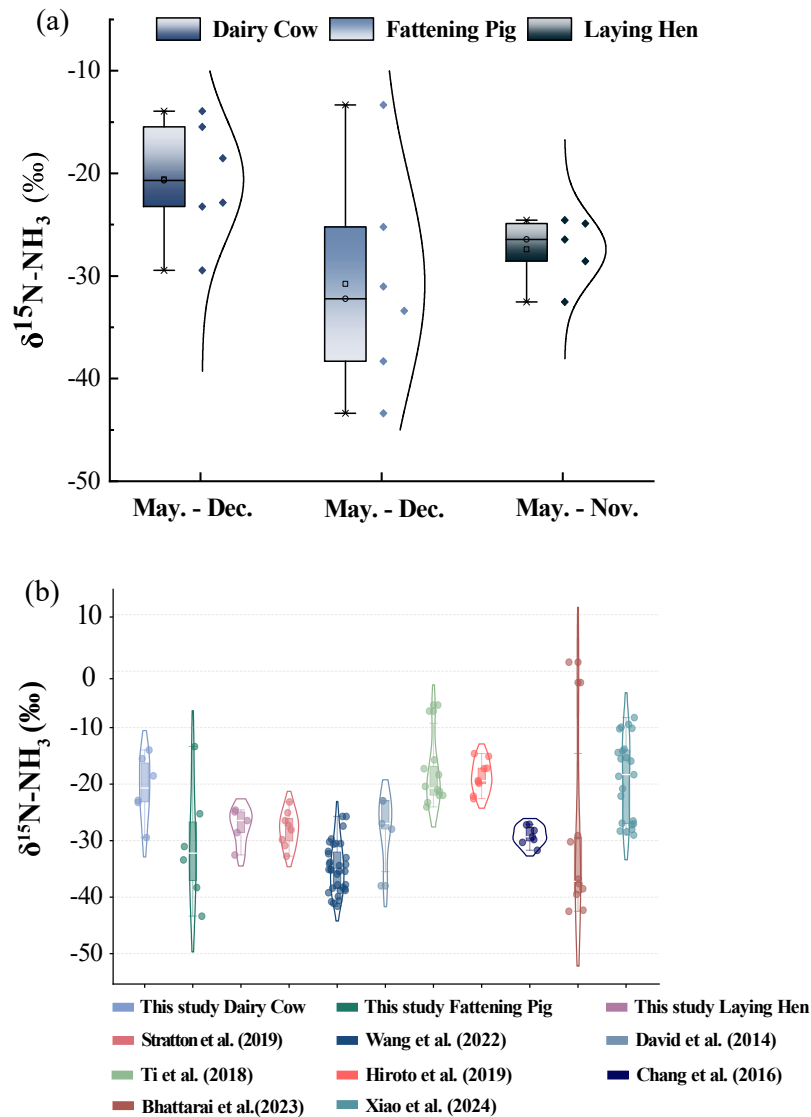 (a)
Dairy Cow Fattening Pig Laying Hen
-10
-20
-30
-40
-50
δ¹⁵N-NH₃ (‰)
May. - Dec. May. - Dec. May. - Nov.
(b)
10
0
-10
-20
-30
-40
-50
δ¹⁵N-NH₃ (‰)
This study Dairy Cow This study Fattening Pig This study Laying Hen
Stratton et al. (2019) Wang et al. (2022) David et al. (2014)
Ti et al. (2018) Hiroto et al. (2019) Chang et al. (2016)
Bhattarai et al.(2023) Xiao et al. (2024)